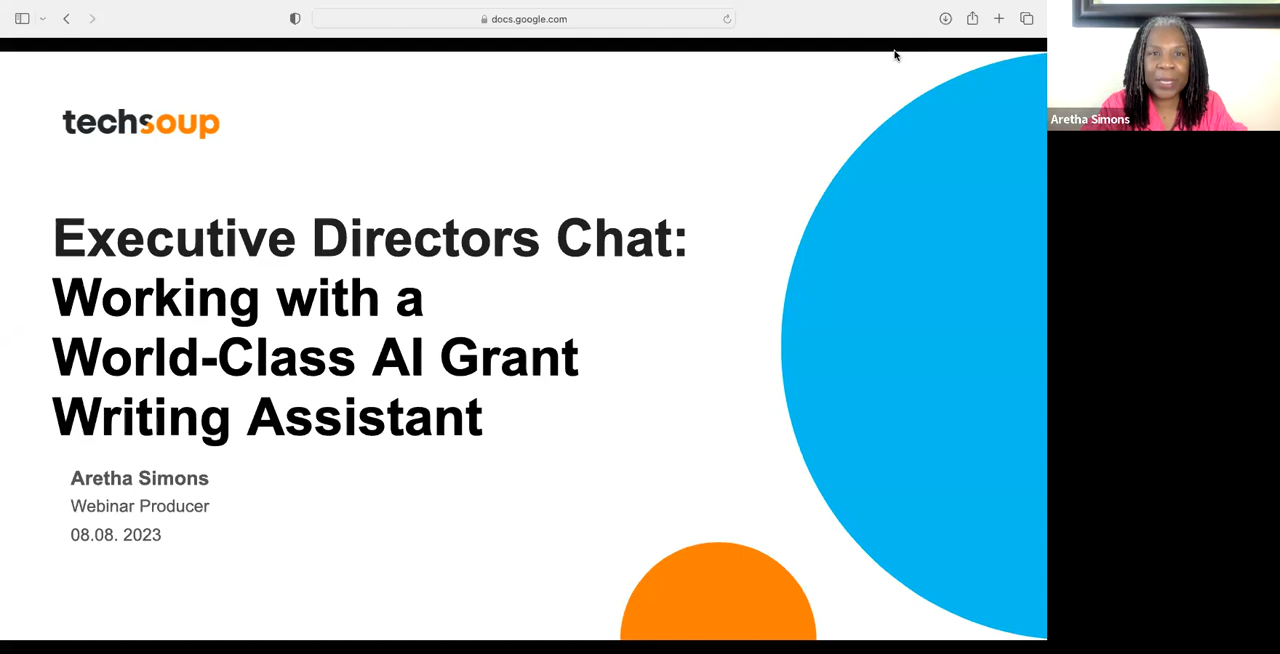 docs.google.com
techsoup
Executive Directors Chat:
Working with a
World-Class AI Grant
Writing Assistant
Aretha Simons
Webinar Producer
08.08. 2023
Aretha Simons